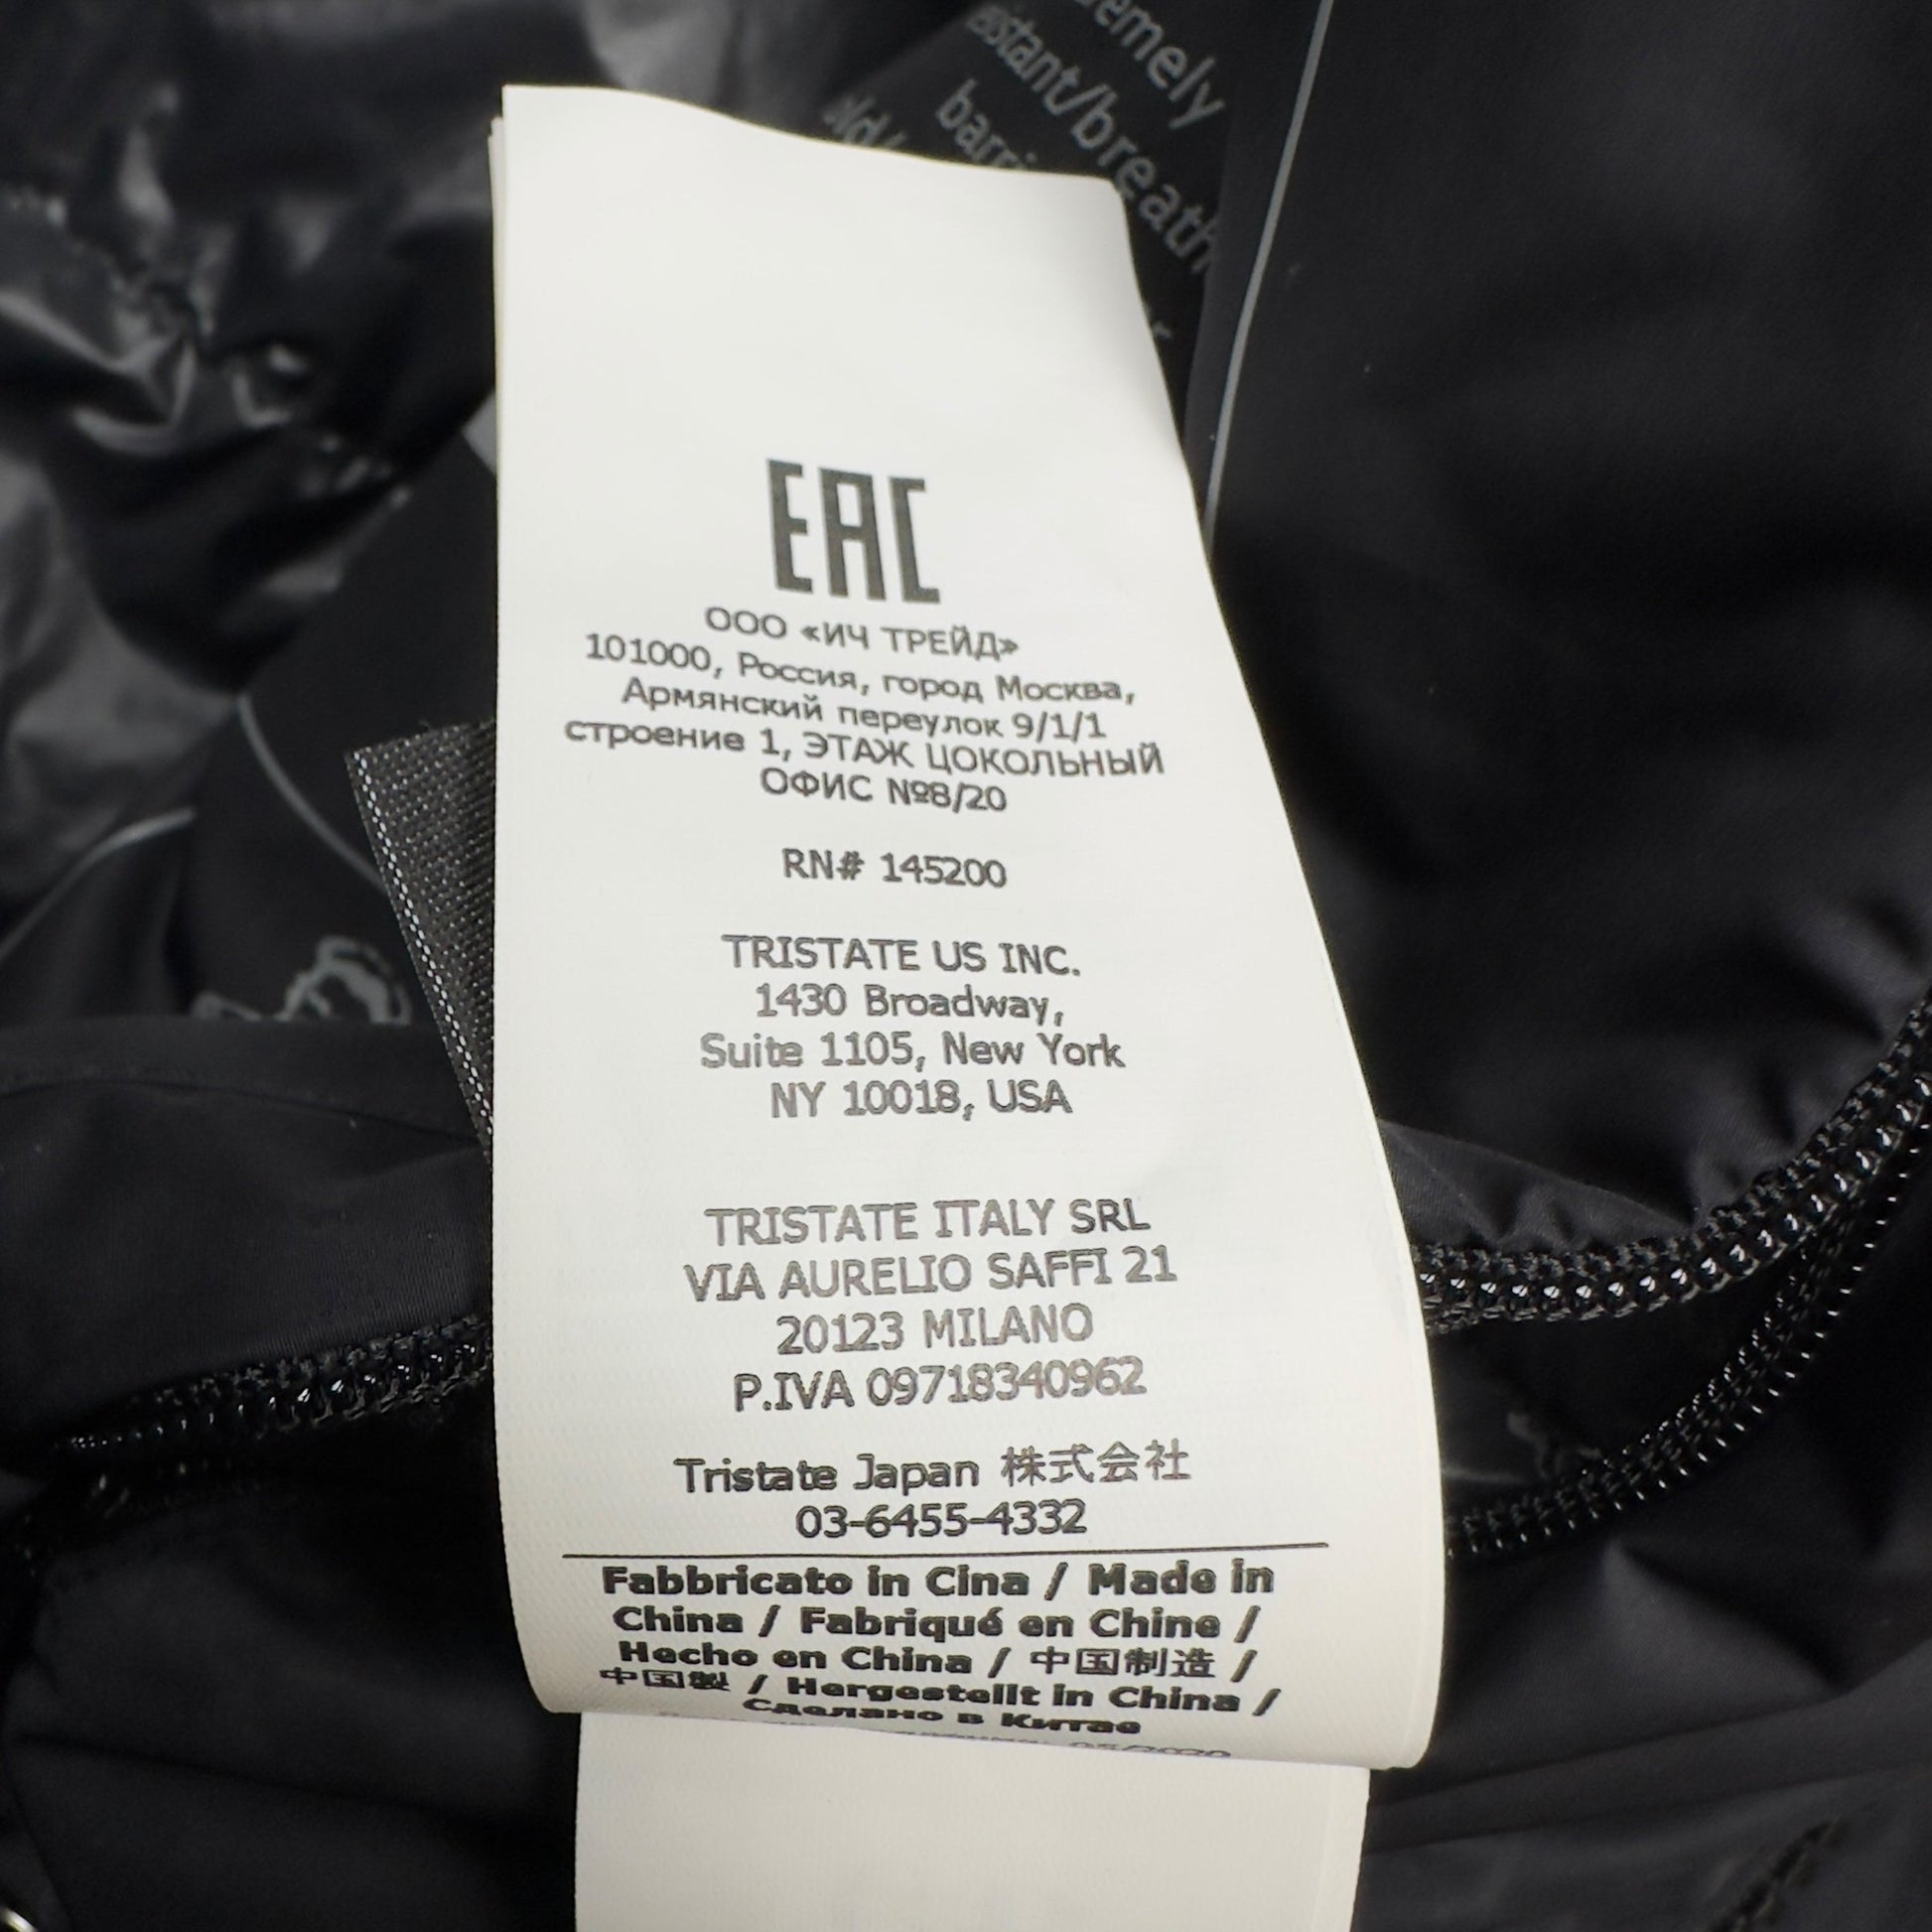 barri
EAC
ООО «ИЧ ТРЕЙД»
101000, Россия, город Москва,
Армянский переулок 9/1/1
строение 1, ЭТАЖ ЦОКОЛЬНЫЙ
ОФИС №8/20
RN# 145200
TRISTATE US INC.
1430 Broadway,
Suite 1105, New York
NY 10018, USA
TRISTATE ITALY SRL
VIA AURELIO SAFFI 21
20123 MILANO
P.IVA 09718340962
Tristate Japan 株式会社
03-6455-4332
Fabbricato in Cina / Made in
China / Fabriqué en Chine /
Hecho en China / 中国制造 /
中国製 / Hergestellt in China /
Сделано в Китае
05/2020